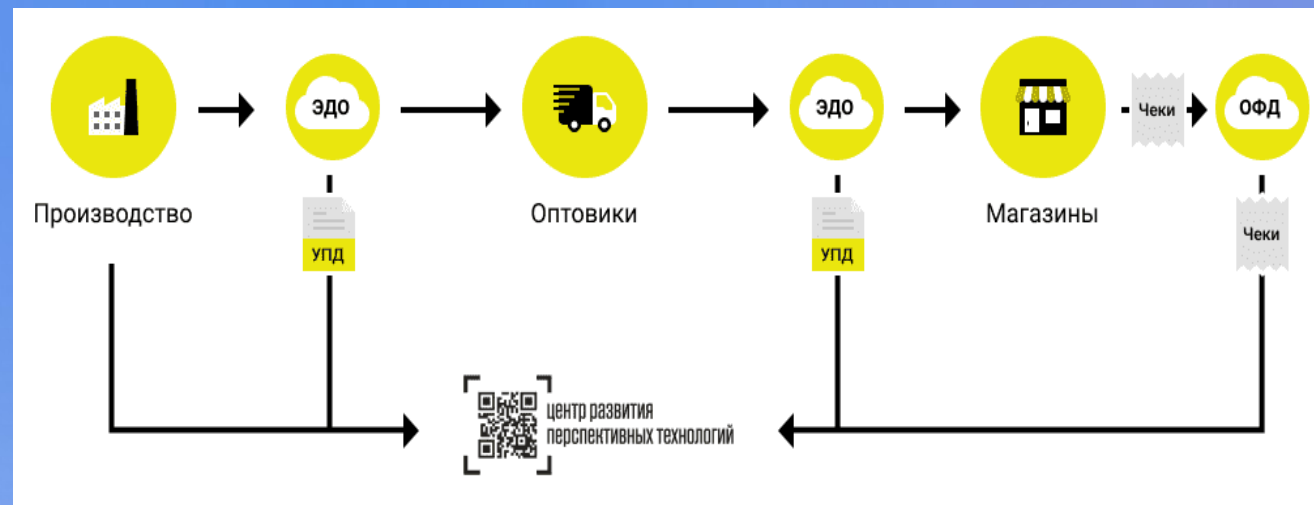 ЭДО
ЭДО
Чеки
ОФД
Производство
Оптовики
Магазины
УПД
УПД
Чеки
центр развития
перспективных технологий